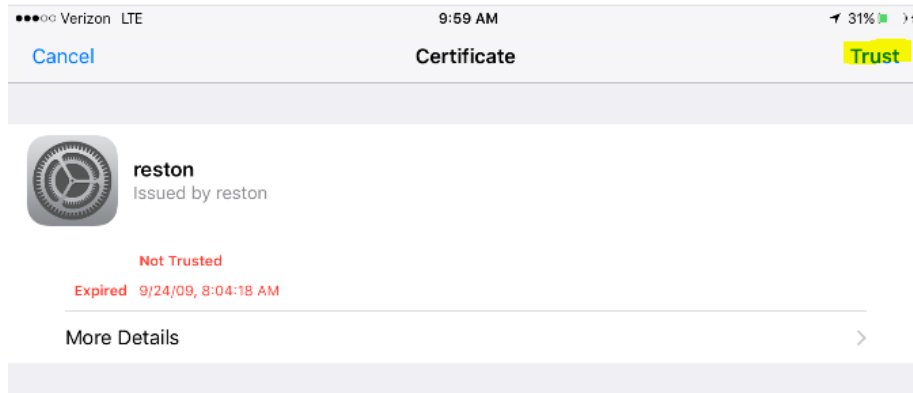 Verizon LTE 9:59 AM 31%
Cancel Certificate Trust
reston
Issued by reston
Not Trusted
Expired 9/24/09, 8:04:18 AM
More Details